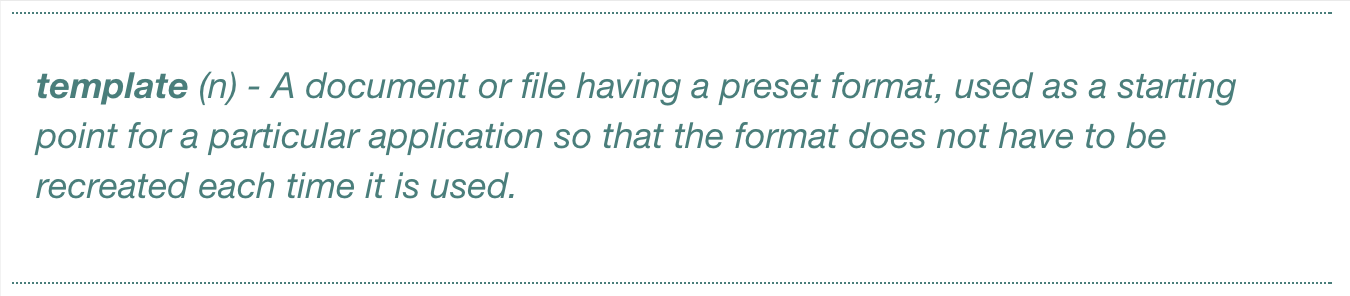 template (n) - A document or file having a preset format, used as a starting
point for a particular application so that the format does not have to be
recreated each time it is used.